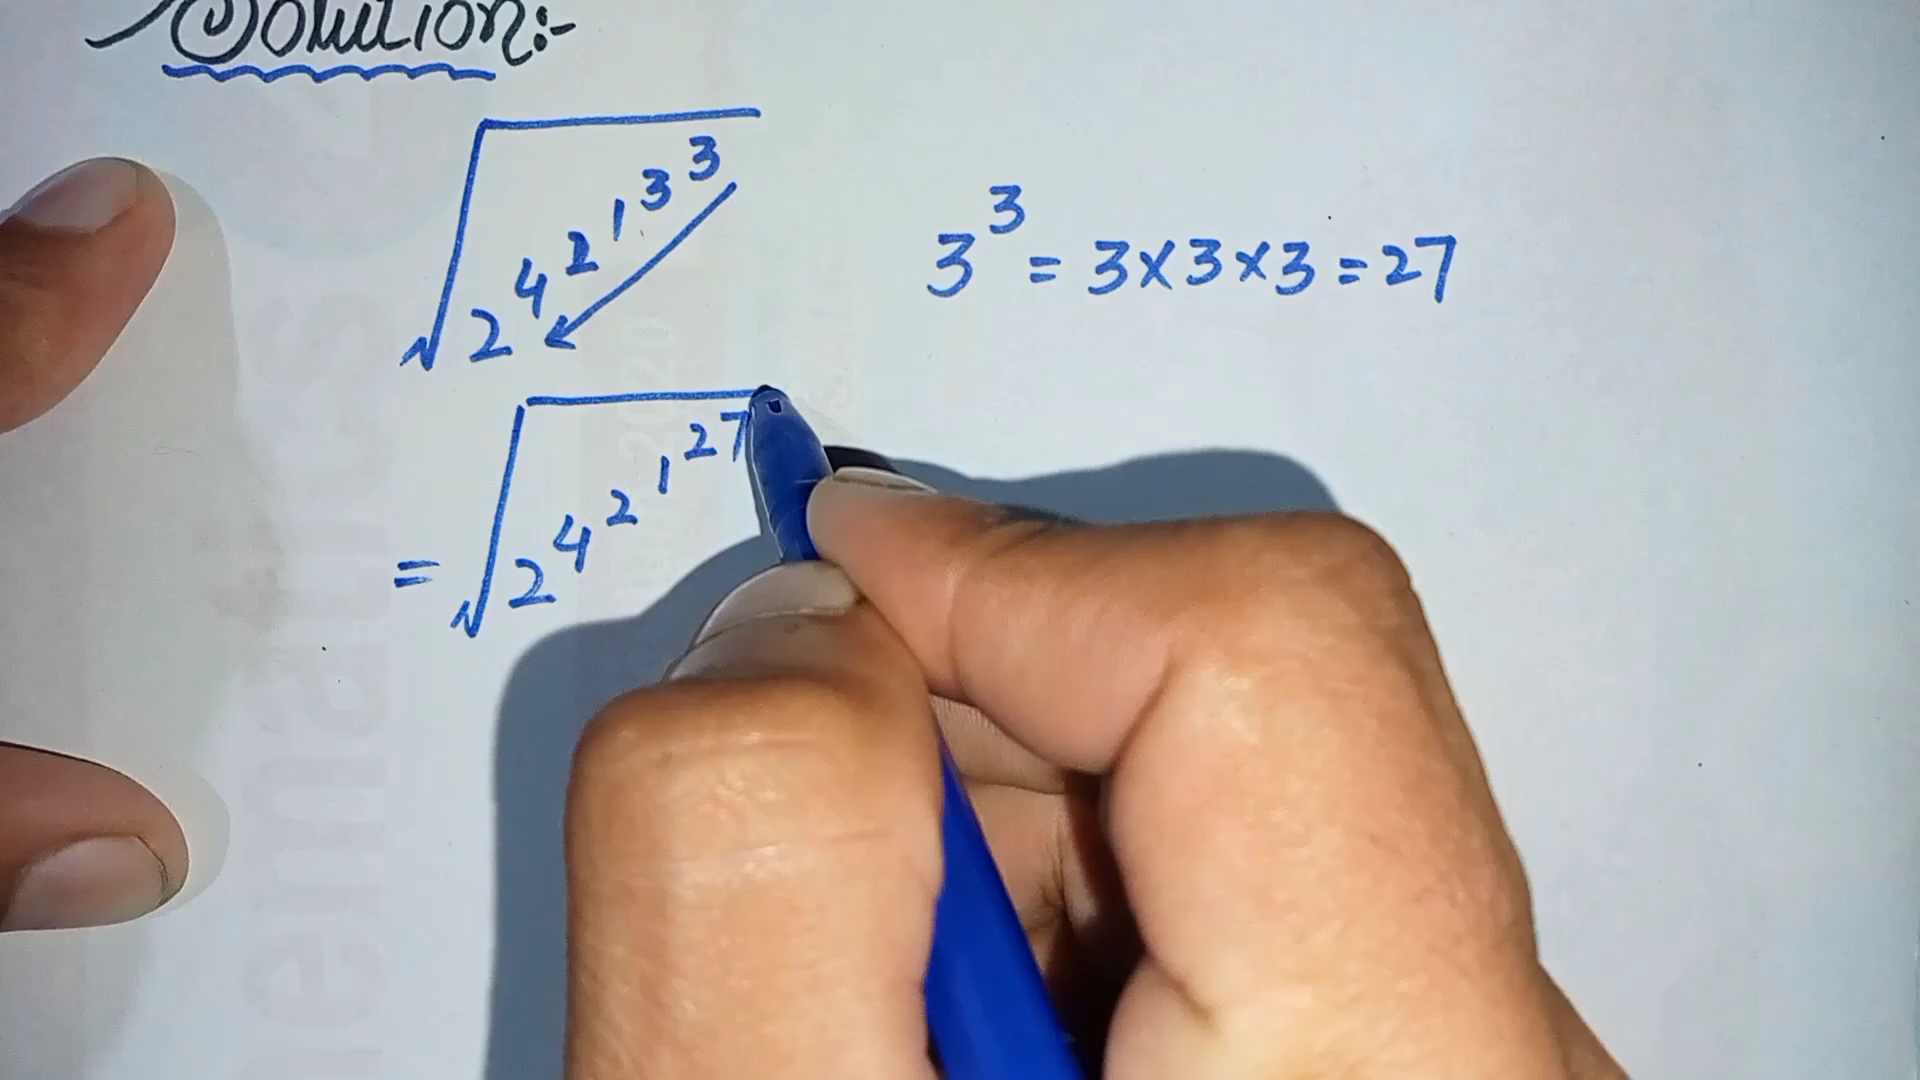 Solution:-
√2^4^2^1^3^3
3^3 = 3×3×3 = 27
= √2^4^2^1^27